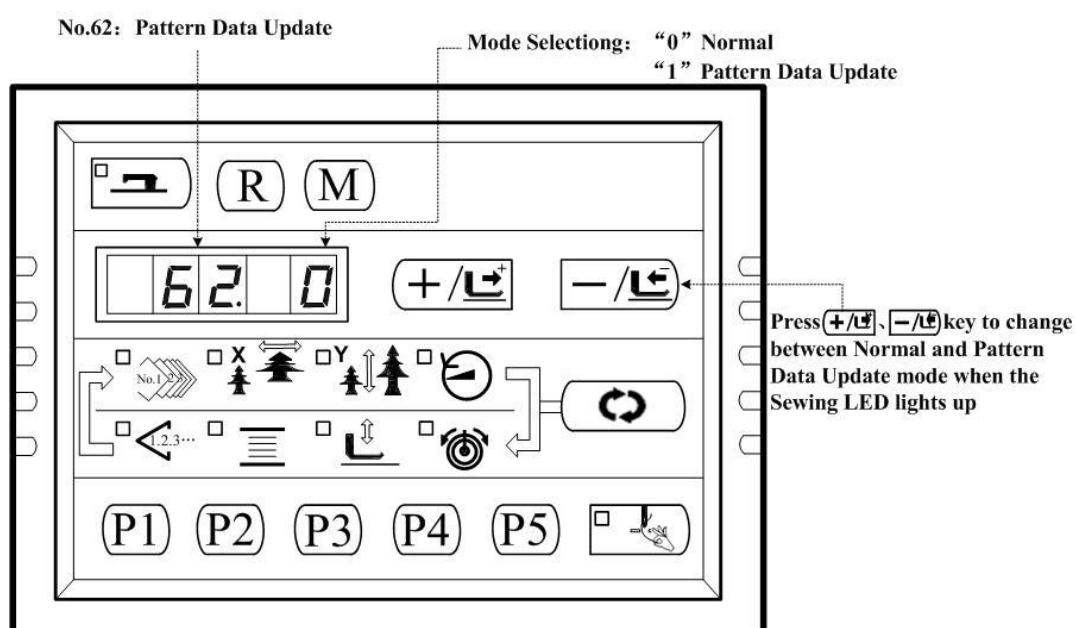 No.62: Pattern Data Update
Mode Selectiong: “0” Normal
“1” Pattern Data Update
R M
62. 0
+/ + −/ −
Press +/ 、 −/ key to change
between Normal and Pattern
Data Update mode when the
Sewing LED lights up
No.1 2 3
X
Y
1.2.3···
P1 P2 P3 P4 P5